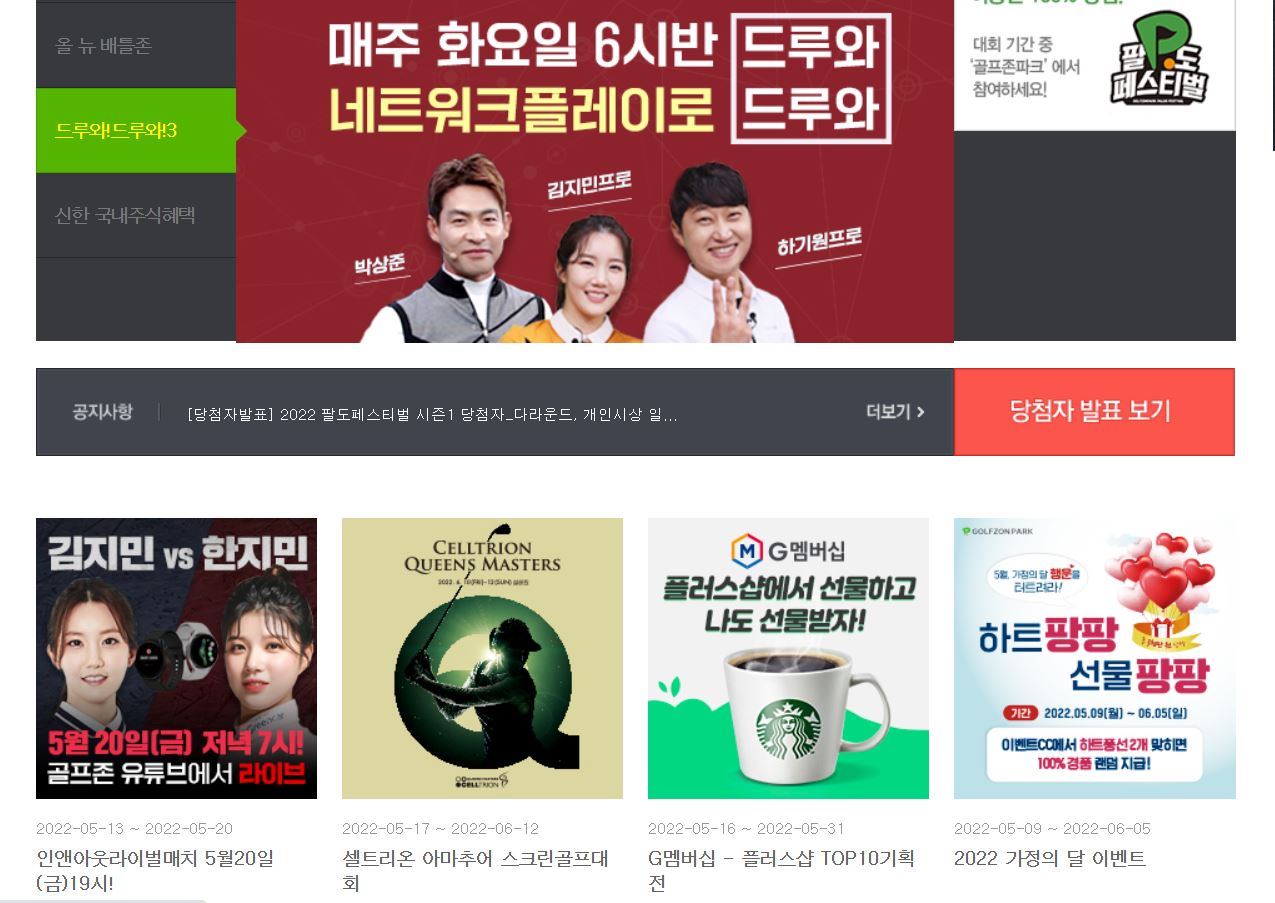 올 뉴 배틀존
드루와!드루와!3
신한 국내주식혜택
매주 화요일 6시반 드루와
네트워크플레이로 드루와
김지민프로
박상준
하기원프로
대회 기간 중
‘골프존파크’ 에서
참여하세요!
팔도
페스티벌
공지사항
[당첨자발표] 2022 팔도페스티벌 시즌1 당첨자_다라운드, 개인시상 일...
더보기 >
당첨자 발표 보기
김지민 vs 한지민
5월 20일(금) 저녁 7시!
골프존 유튜브에서 라이브
2022-05-13 ~ 2022-05-20
인앤아웃라이벌매치 5월20일
(금)19시!
CELLTRION
QUEENS MASTERS
CELLTRION
2022-05-17 ~ 2022-06-12
셀트리온 아마추어 스크린골프대
회
M G멤버십
플러스샵에서 선물하고
나도 선물받자!
2022-05-16 ~ 2022-05-31
G멤버십 - 플러스샵 TOP10기획
전
GOLFZON PARK
5월, 가정의 달 행운을
터트려라!
하트팡팡
선물팡팡
기간 2022.05.09(월) ~ 06.05(일)
이벤트CC에서 하트풍선 2개 맞히면
100% 경품 랜덤 지급!
2022-05-09 ~ 2022-06-05
2022 가정의 달 이벤트